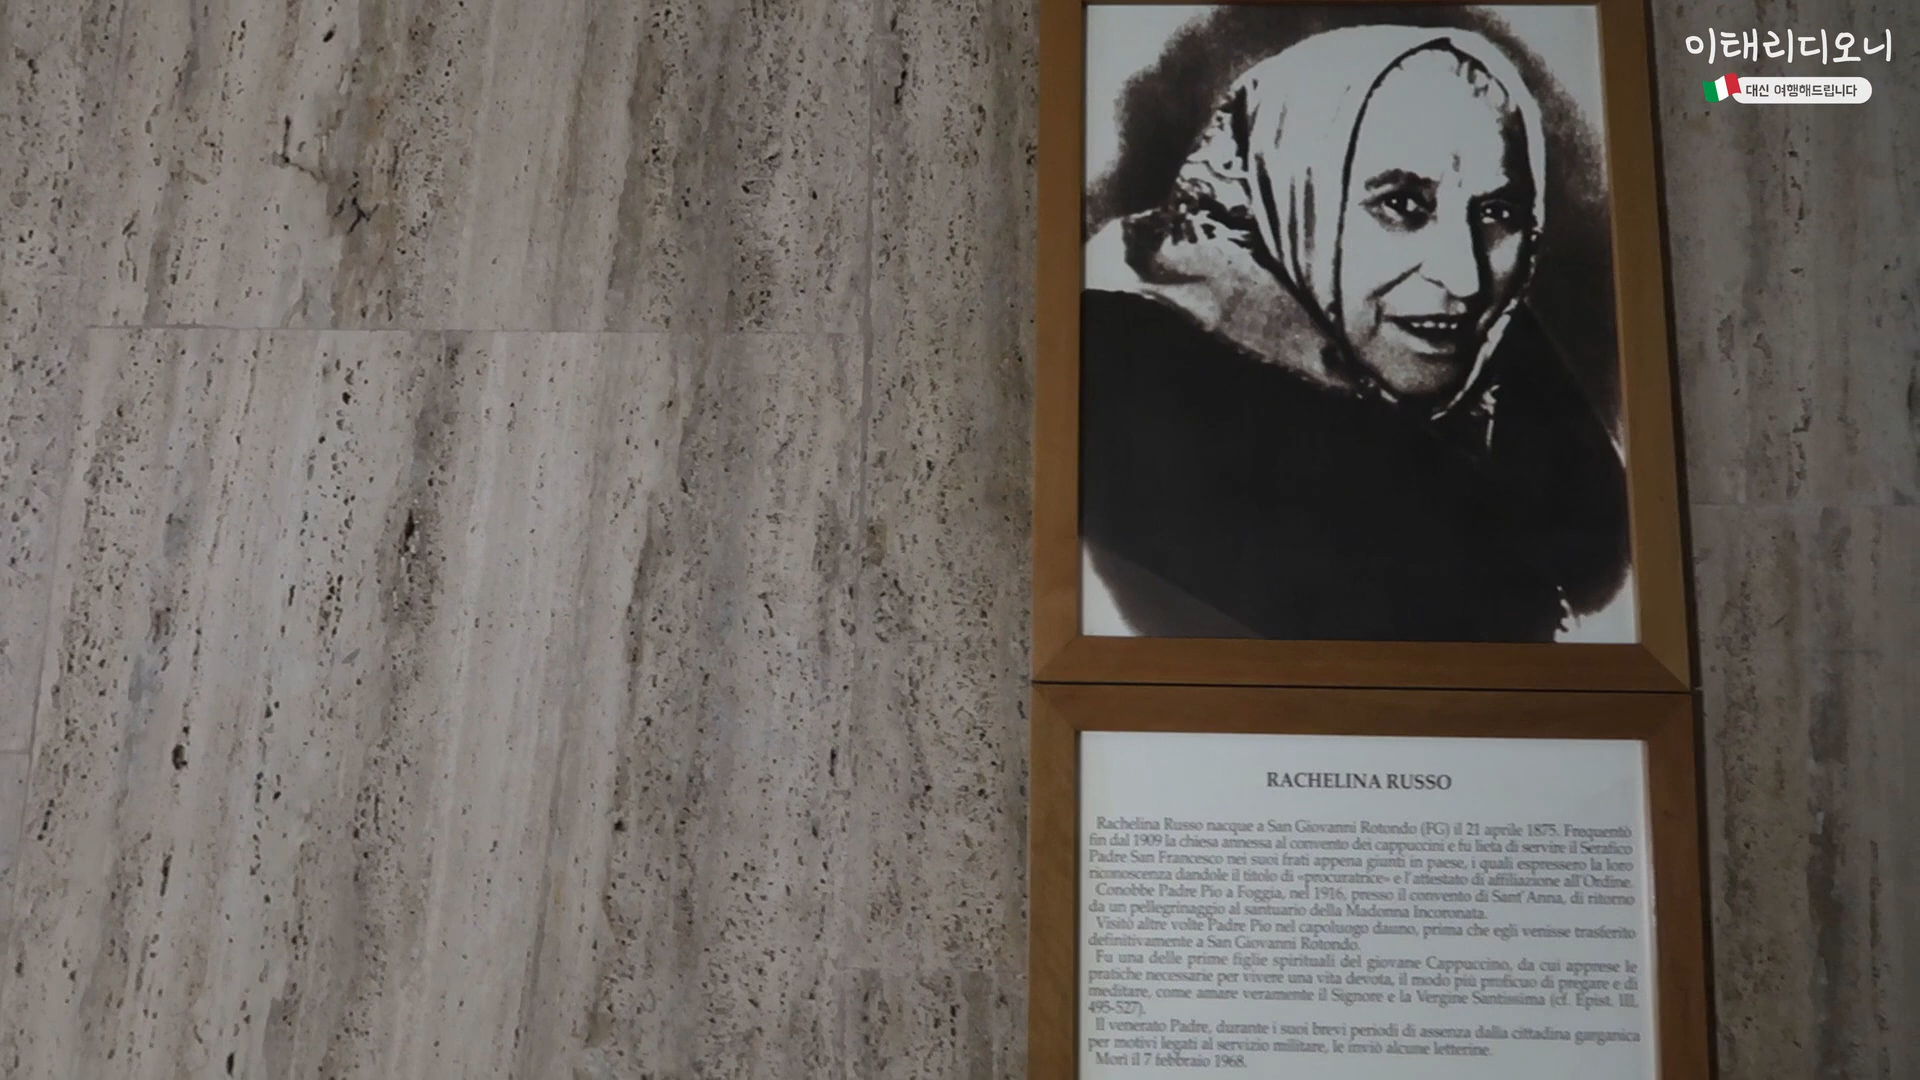 이태리디오니
대신 여행해드립니다
RACHELINA RUSSO
Rachelina Russo nacque a San Giovanni Rotondo (FG) il 21 aprile 1875. Frequentò
fin dal 1909 la chiesa annessa al convento dei cappuccini e fu lieta di servire il Serafico
Padre San Francesco nei suoi frati appena giunti in paese, i quali espressero la loro
riconoscenza dandole il titolo di «procuratrice» e l'attestato di affiliazione all'Ordine.
Conobbe Padre Pio a Foggia, nel 1916, presso il convento di Sant'Anna, di ritorno
da un pellegrinaggio al santuario della Madonna Incoronata.
Visitò altre volte Padre Pio nel capoluogo dauno, prima che egli venisse trasferito
definitivamente a San Giovanni Rotondo.
Fu una delle prime figlie spirituali del giovane Cappuccino, da cui apprese le
pratiche necessarie per vivere una vita devota, il modo più proficuo di pregare e di
meditare, come amare veramente il Signore e la Vergine Santissima (cf. Epist. III,
495-527).
Il venerato Padre, durante i suoi brevi periodi di assenza dalla cittadina garganica
per motivi legati al servizio militare, le inviò alcune letterine.
Morì il 7 febbraio 1968.